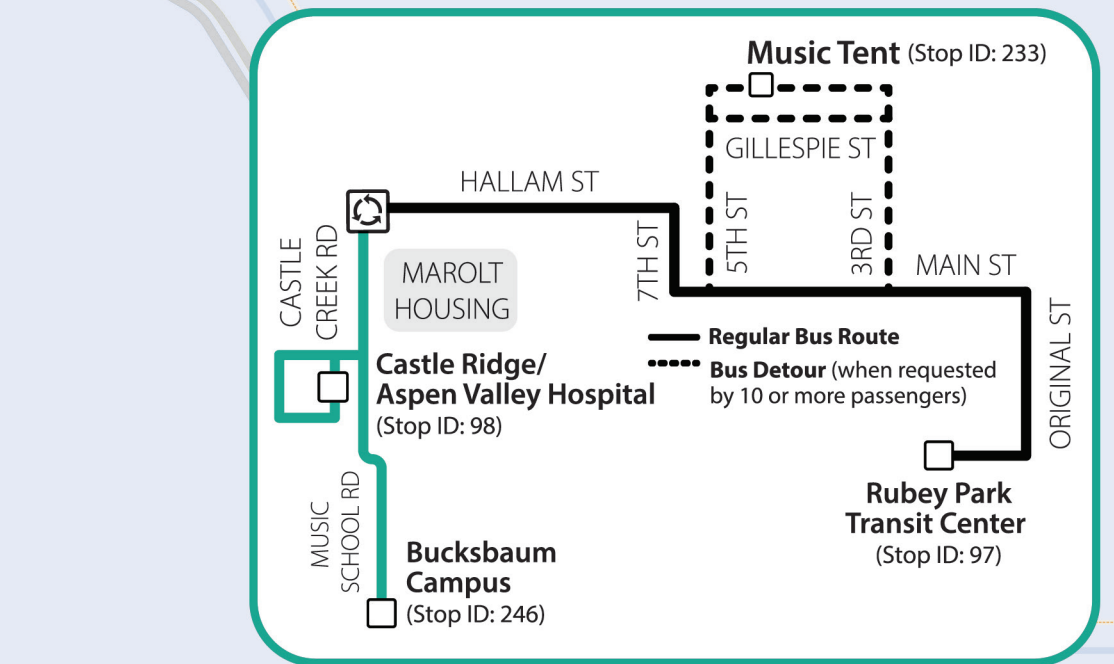 Music Tent (Stop ID: 233)
GILLESPIE ST
HALLAM ST
CASTLE
CREEK RD
7TH ST
5TH ST
3RD ST
MAIN ST
MAROLT
HOUSING
ORIGINAL ST
Regular Bus Route
Bus Detour (when requested
by 10 or more passengers)
Castle Ridge/
Aspen Valley Hospital
(Stop ID: 98)
Rubey Park
Transit Center
(Stop ID: 97)
MUSIC
SCHOOL RD
Bucksbaum
Campus
(Stop ID: 246)